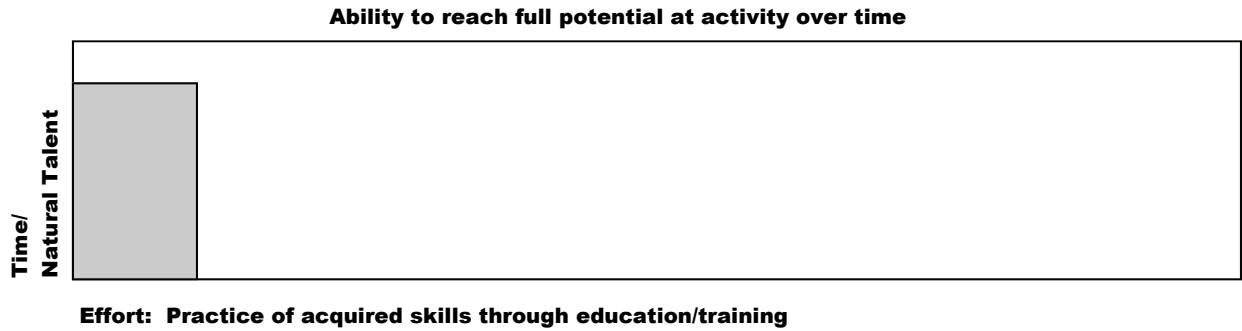 Ability to reach full potential at activity over time
Time/
Natural Talent
Effort:  Practice of acquired skills through education/training